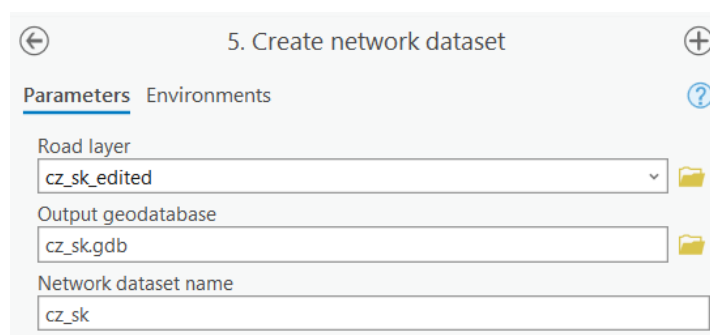 5. Create network dataset
Parameters Environments
Road layer
cz_sk_edited
Output geodatabase
cz_sk.gdb
Network dataset name
cz_sk